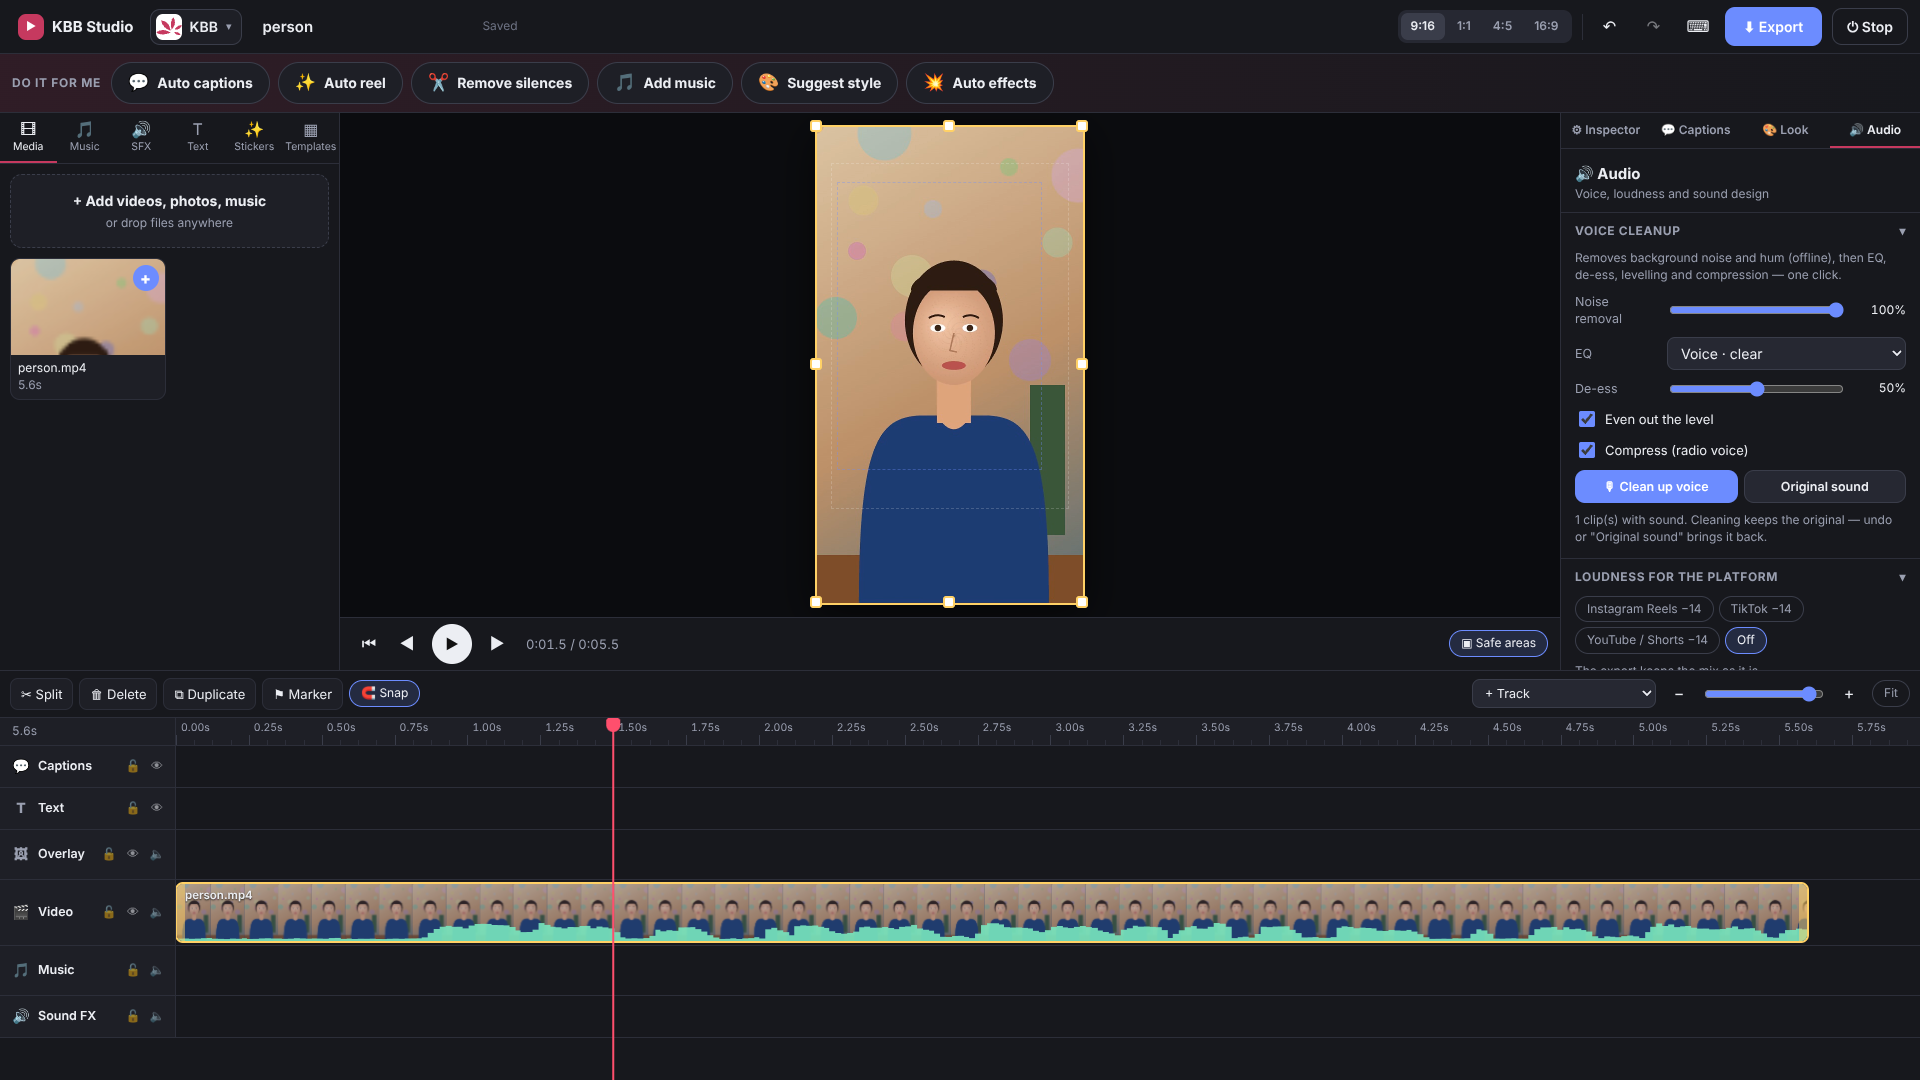 KBB Studio
KBB
person
Saved
9:16
1:1
4:5
16:9
Export
Stop
DO IT FOR ME
Auto captions
Auto reel
Remove silences
Add music
Suggest style
Auto effects
Media
Music
SFX
Text
Stickers
Templates
+ Add videos, photos, music
or drop files anywhere
person.mp4
5.6s
0:01.5 / 0:05.5
Safe areas
Inspector
Captions
Look
Audio
Audio
Voice, loudness and sound design
VOICE CLEANUP
Removes background noise and hum (offline), then EQ,
de-ess, levelling and compression — one click.
Noise
removal
100%
EQ
Voice · clear
De-ess
50%
Even out the level
Compress (radio voice)
Clean up voice
Original sound
1 clip(s) with sound. Cleaning keeps the original — undo
or "Original sound" brings it back.
LOUDNESS FOR THE PLATFORM
Instagram Reels −14
TikTok −14
YouTube / Shorts −14
Off
The export keeps the mix as it is
Split
Delete
Duplicate
Marker
Snap
+ Track
Fit
5.6s
0.00s
0.25s
0.50s
0.75s
1.00s
1.25s
1.50s
1.75s
2.00s
2.25s
2.50s
2.75s
3.00s
3.25s
3.50s
3.75s
4.00s
4.25s
4.50s
4.75s
5.00s
5.25s
5.50s
5.75s
Captions
Text
Overlay
Video
person.mp4
Music
Sound FX